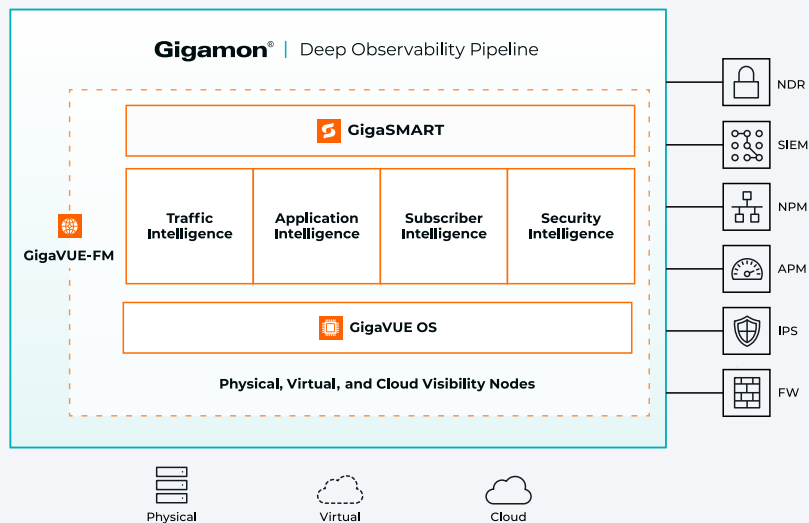 Gigamon® | Deep Observability Pipeline
GigaSMART
Traffic
Intelligence
Application
Intelligence
Subscriber
Intelligence
Security
Intelligence
GigaVUE-FM
GigaVUE OS
Physical, Virtual, and Cloud Visibility Nodes
NDR
SIEM
NPM
APM
IPS
FW
Physical
Virtual
Cloud